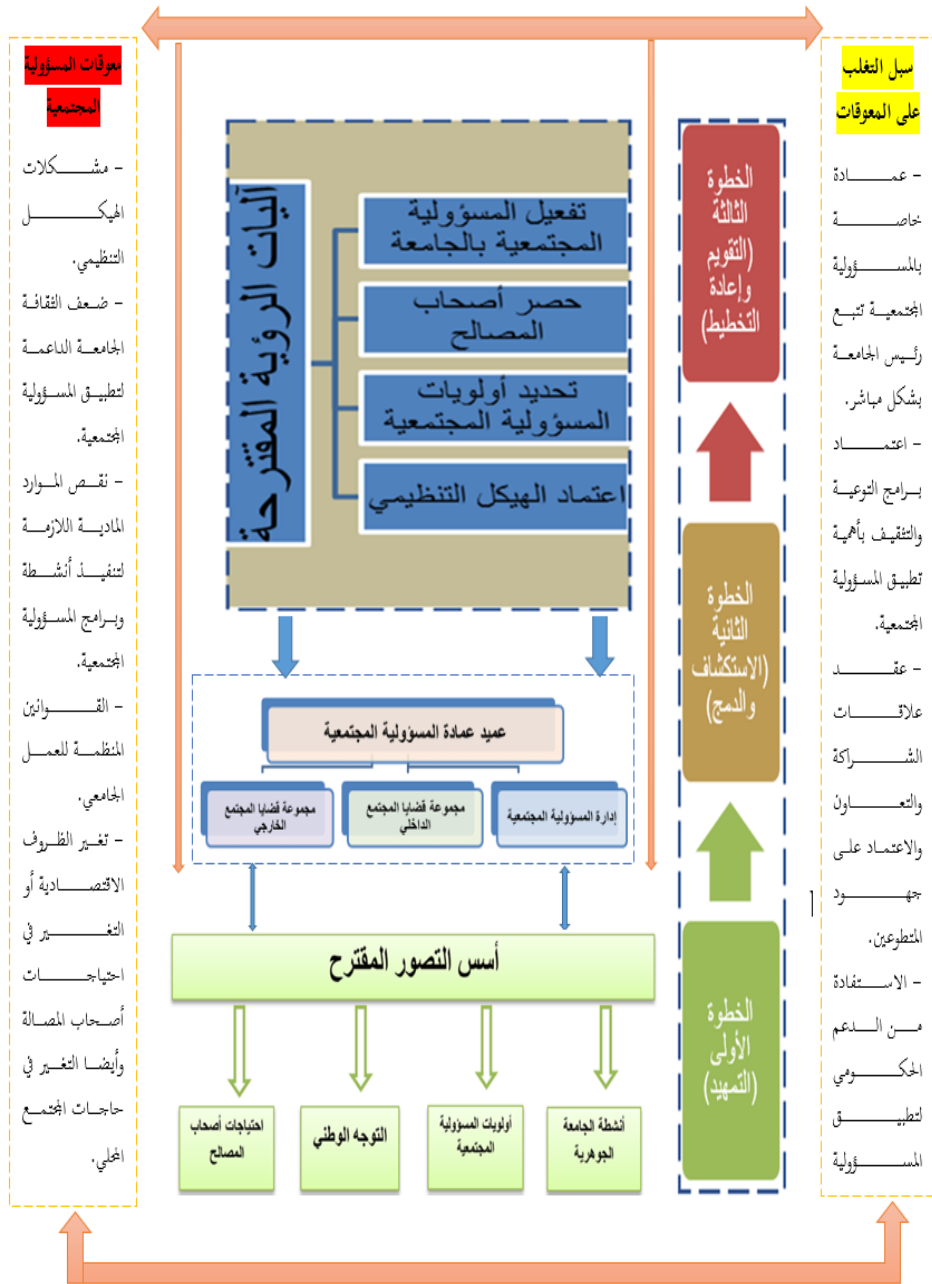 سبل التغلب
على المعوقات
- عمادة
خاصة
بالمسؤولية
المجتمعية تتبع
رئيس الجامعة
بشكل مباشر.
- اعتماد
برامج التوعية
والتثقيف بأهمية
تطبيق المسؤولية
المجتمعية.
- عقد
علاقات
الشراكة
والتعاون
والاعتماد على
جهود
المتطوعين.
- الاستفادة
من الدعم
الحكومي
لتطبيق
المسؤولية
الخطوة
الثالثة
(التقويم
وإعادة
التخطيط)
الخطوة
الثانية
(الاستكشاف
والدمج)
الخطوة
الأولى
(التمهيد)
آليات الرؤية المقترحة
تفعيل المسؤولية
المجتمعية بالجامعة
حصر أصحاب
المصالح
تحديد أولويات
المسؤولية المجتمعية
اعتماد الهيكل التنظيمي
عميد عمادة المسؤولية المجتمعية
إدارة المسؤولية المجتمعية
مجموعة قضايا المجتمع
الداخلي
مجموعة قضايا المجتمع
الخارجي
أسس التصور المقترح
أنشطة الجامعة
الجوهرية
أولويات المسؤولية
المجتمعية
التوجه الوطني
احتياجات أصحاب
المصالح
معوقات المسؤولية
المجتمعية
- مشكلات
الهيكل
التنظيمي.
- ضعف الثقافة
الجامعة الداعمة
لتطبيق المسؤولية
المجتمعية.
- نقص الموارد
المادية اللازمة
لتنفيذ أنشطة
وبرامج المسؤولية
المجتمعية.
- القوانين
المنظمة للعمل
الجامعي.
- تغير الظروف
الاقتصادية أو
التغير في
احتياجات
أصحاب المصالة
وأيضا التغير في
حاجات المجتمع
المحلي.